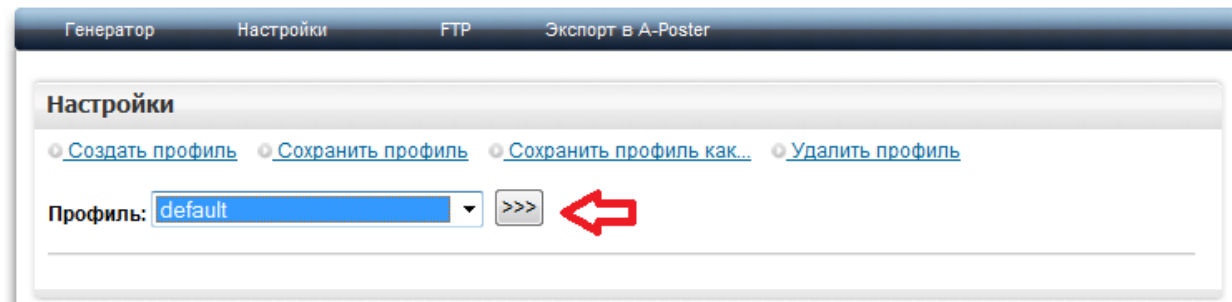 Генератор Настройки FTP Экспорт в A-Poster
Настройки
Создать профиль Сохранить профиль Сохранить профиль как... Удалить профиль
Профиль: default >>>